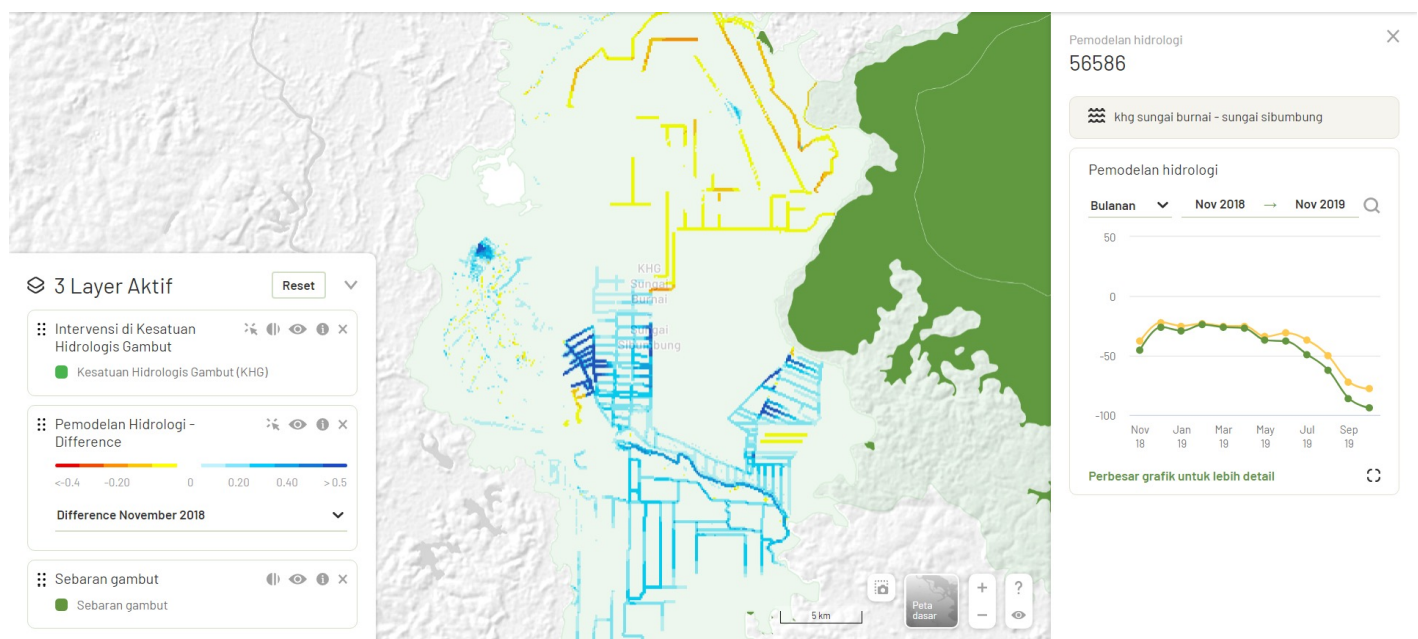 KHG
Sungai
Burnai
-
Sungai
Sibumbung
3 Layer Aktif
Reset
Intervensi di Kesatuan
Hidrologis Gambut
Kesatuan Hidrologis Gambut (KHG)
Pemodelan Hidrologi -
Difference
<-0.4 -0.20 0 0.20 0.40 >0.5
Difference November 2018
Sebaran gambut
Sebaran gambut
5 km
Peta
dasar
+
−
?
Pemodelan hidrologi
56586
khg sungai burnai - sungai sibumbung
Pemodelan hidrologi
Bulanan Nov 2018 → Nov 2019
50
0
-50
-100
Nov Jan Mar May Jul Sep
18 19 19 19 19 19
Perbesar grafik untuk lebih detail